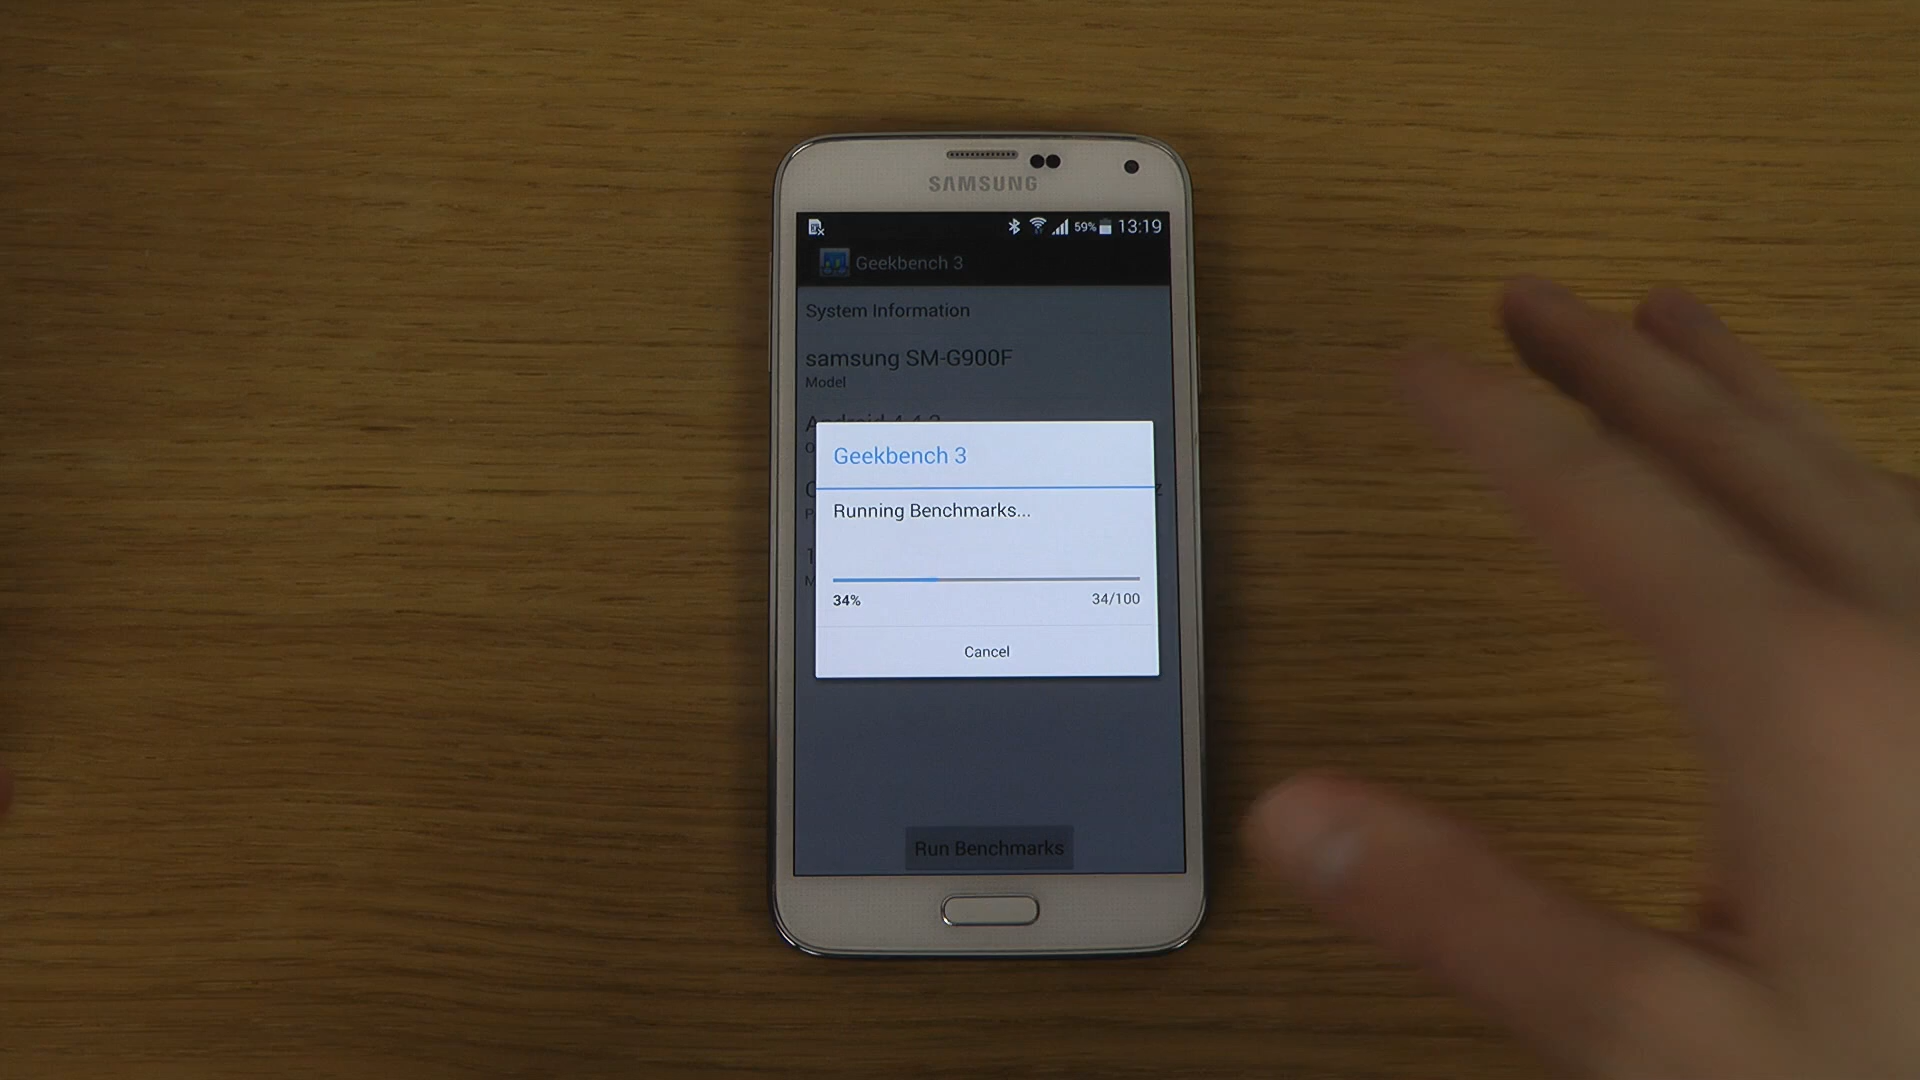 SAMSUNG
59% 13:19
Geekbench 3
System Information
samsung SM-G900F
Model
Geekbench 3
Running Benchmarks...
34% 34/100
Cancel
Run Benchmarks